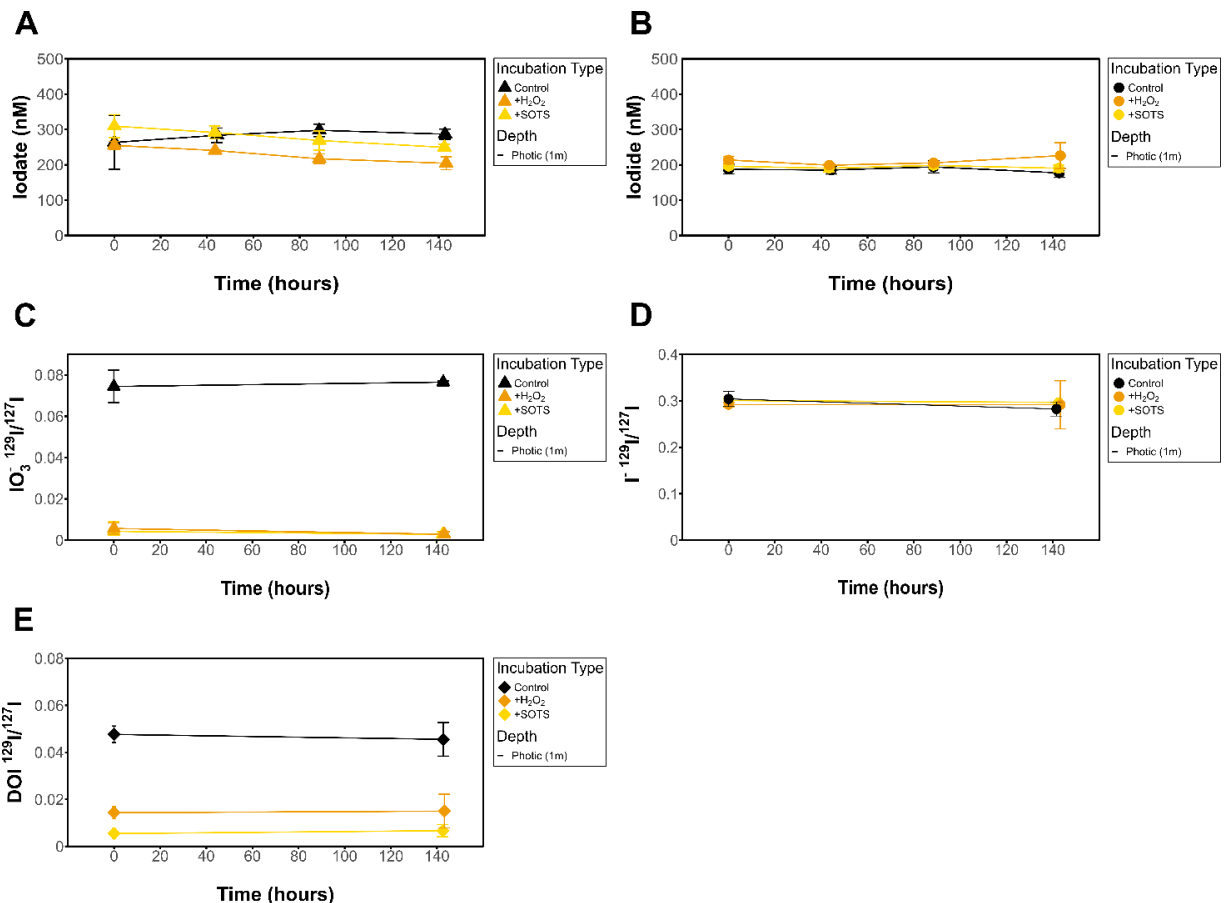 A
Iodate (nM)
500
400
300
200
100
0
0 20 40 60 80 100 120 140
Time (hours)
Incubation Type
Control
+H₂O₂
+SOTS
Depth
Photic (1m)
B
Iodide (nM)
500
400
300
200
100
0
0 20 40 60 80 100 120 140
Time (hours)
Incubation Type
Control
+H₂O₂
+SOTS
Depth
Photic (1m)
C
IO₃⁻ ¹²⁹I/¹²⁷I
0.08
0.06
0.04
0.02
0
0 20 40 60 80 100 120 140
Time (hours)
Incubation Type
Control
+H₂O₂
+SOTS
Depth
Photic (1m)
D
I⁻ ¹²⁹I/¹²⁷I
0.4
0.3
0.2
0.1
0
0 20 40 60 80 100 120 140
Time (hours)
Incubation Type
Control
+H₂O₂
+SOTS
Depth
Photic (1m)
E
DOI ¹²⁹I/¹²⁷I
0.08
0.06
0.04
0.02
0
0 20 40 60 80 100 120 140
Time (hours)
Incubation Type
Control
+H₂O₂
+SOTS
Depth
Photic (1m)